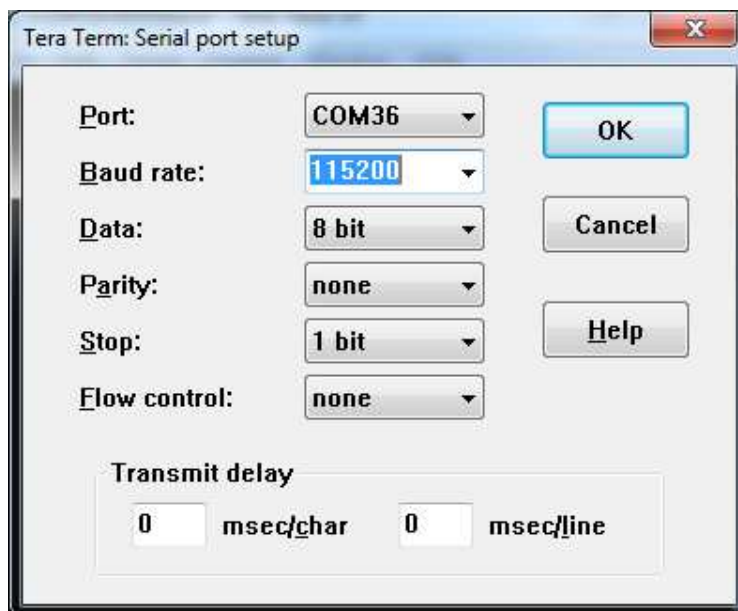 Tera Term: Serial port setup
Port: COM36 OK
Baud rate: 115200
Data: 8 bit Cancel
Parity: none
Stop: 1 bit Help
Flow control: none
Transmit delay
0 msec/char 0 msec/line